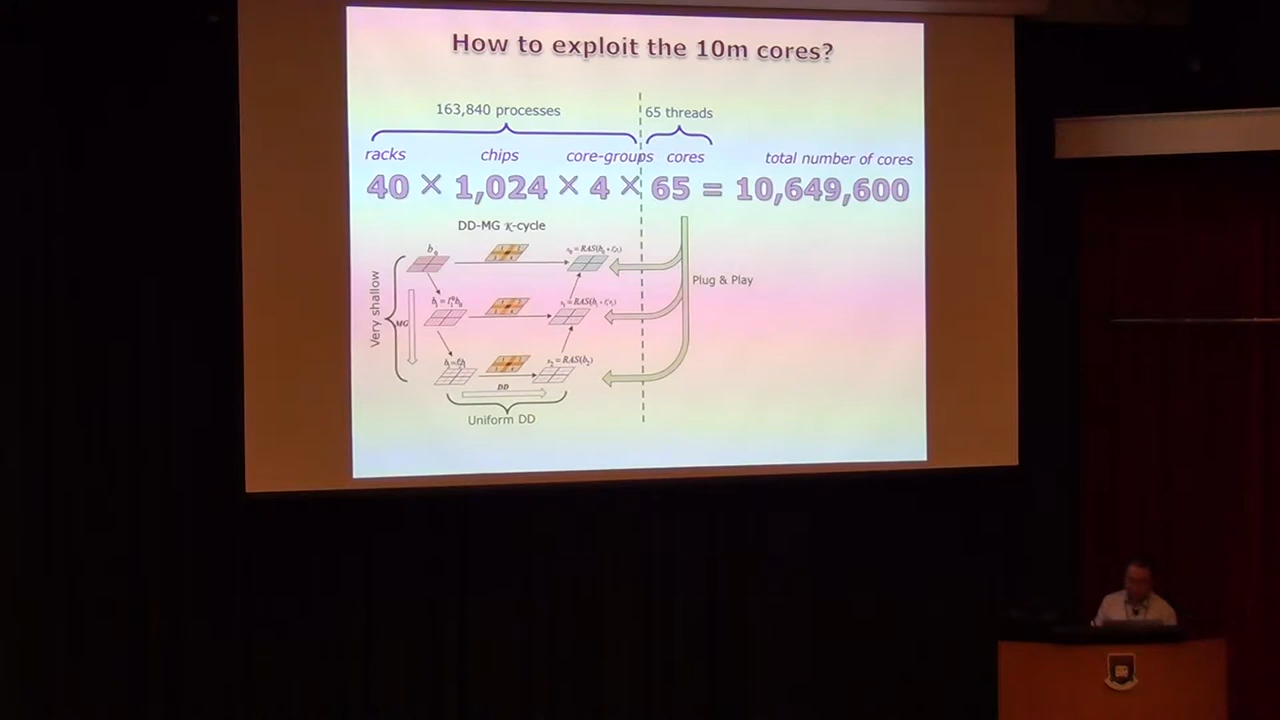 How to exploit the 10m cores?
163,840 processes
65 threads
racks chips core-groups cores total number of cores
40 × 1,024 × 4 × 65 = 10,649,600
DD-MG K-cycle
Plug & Play
Very shallow
MG
DD
Uniform DD